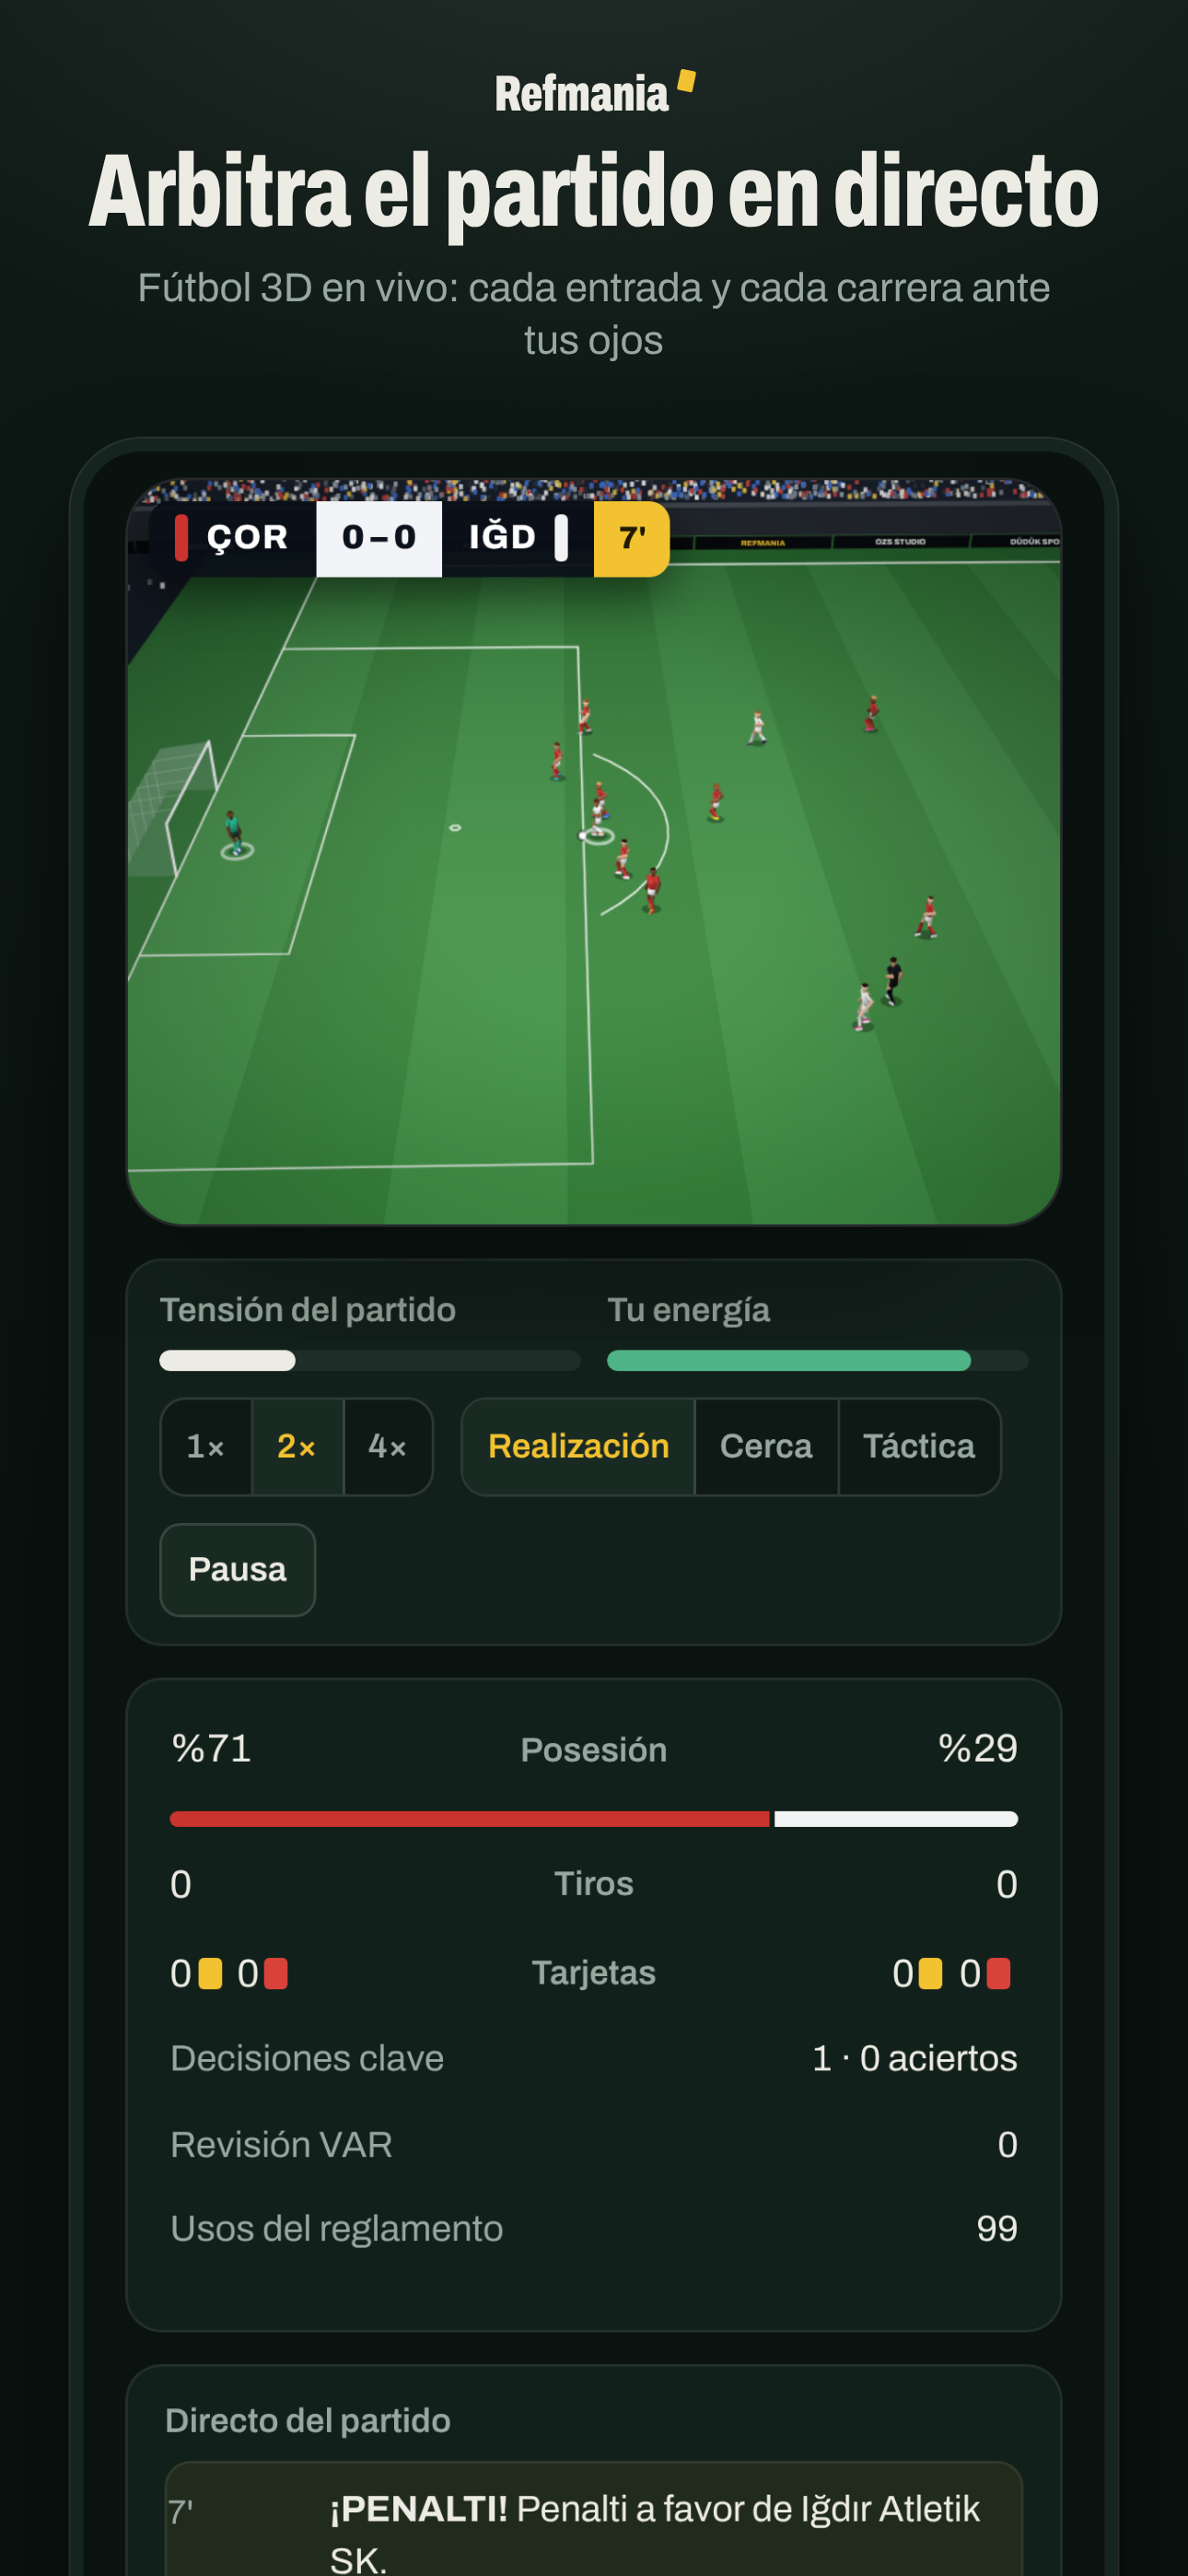 Refmania
Arbitra el partido en directo
Fútbol 3D en vivo: cada entrada y cada carrera ante
tus ojos
ÇOR 0–0 IĞD 7'
REFMANIA OZS STUDIO DÜDÜK SPO
Tensión del partido Tu energía
1× 2× 4× Realización Cerca Táctica
Pausa
%71 Posesión %29
0 Tiros 0
0 0 Tarjetas 0 0
Decisiones clave 1 · 0 aciertos
Revisión VAR 0
Usos del reglamento 99
Directo del partido
7' ¡PENALTI! Penalti a favor de Iğdır Atletik
SK.